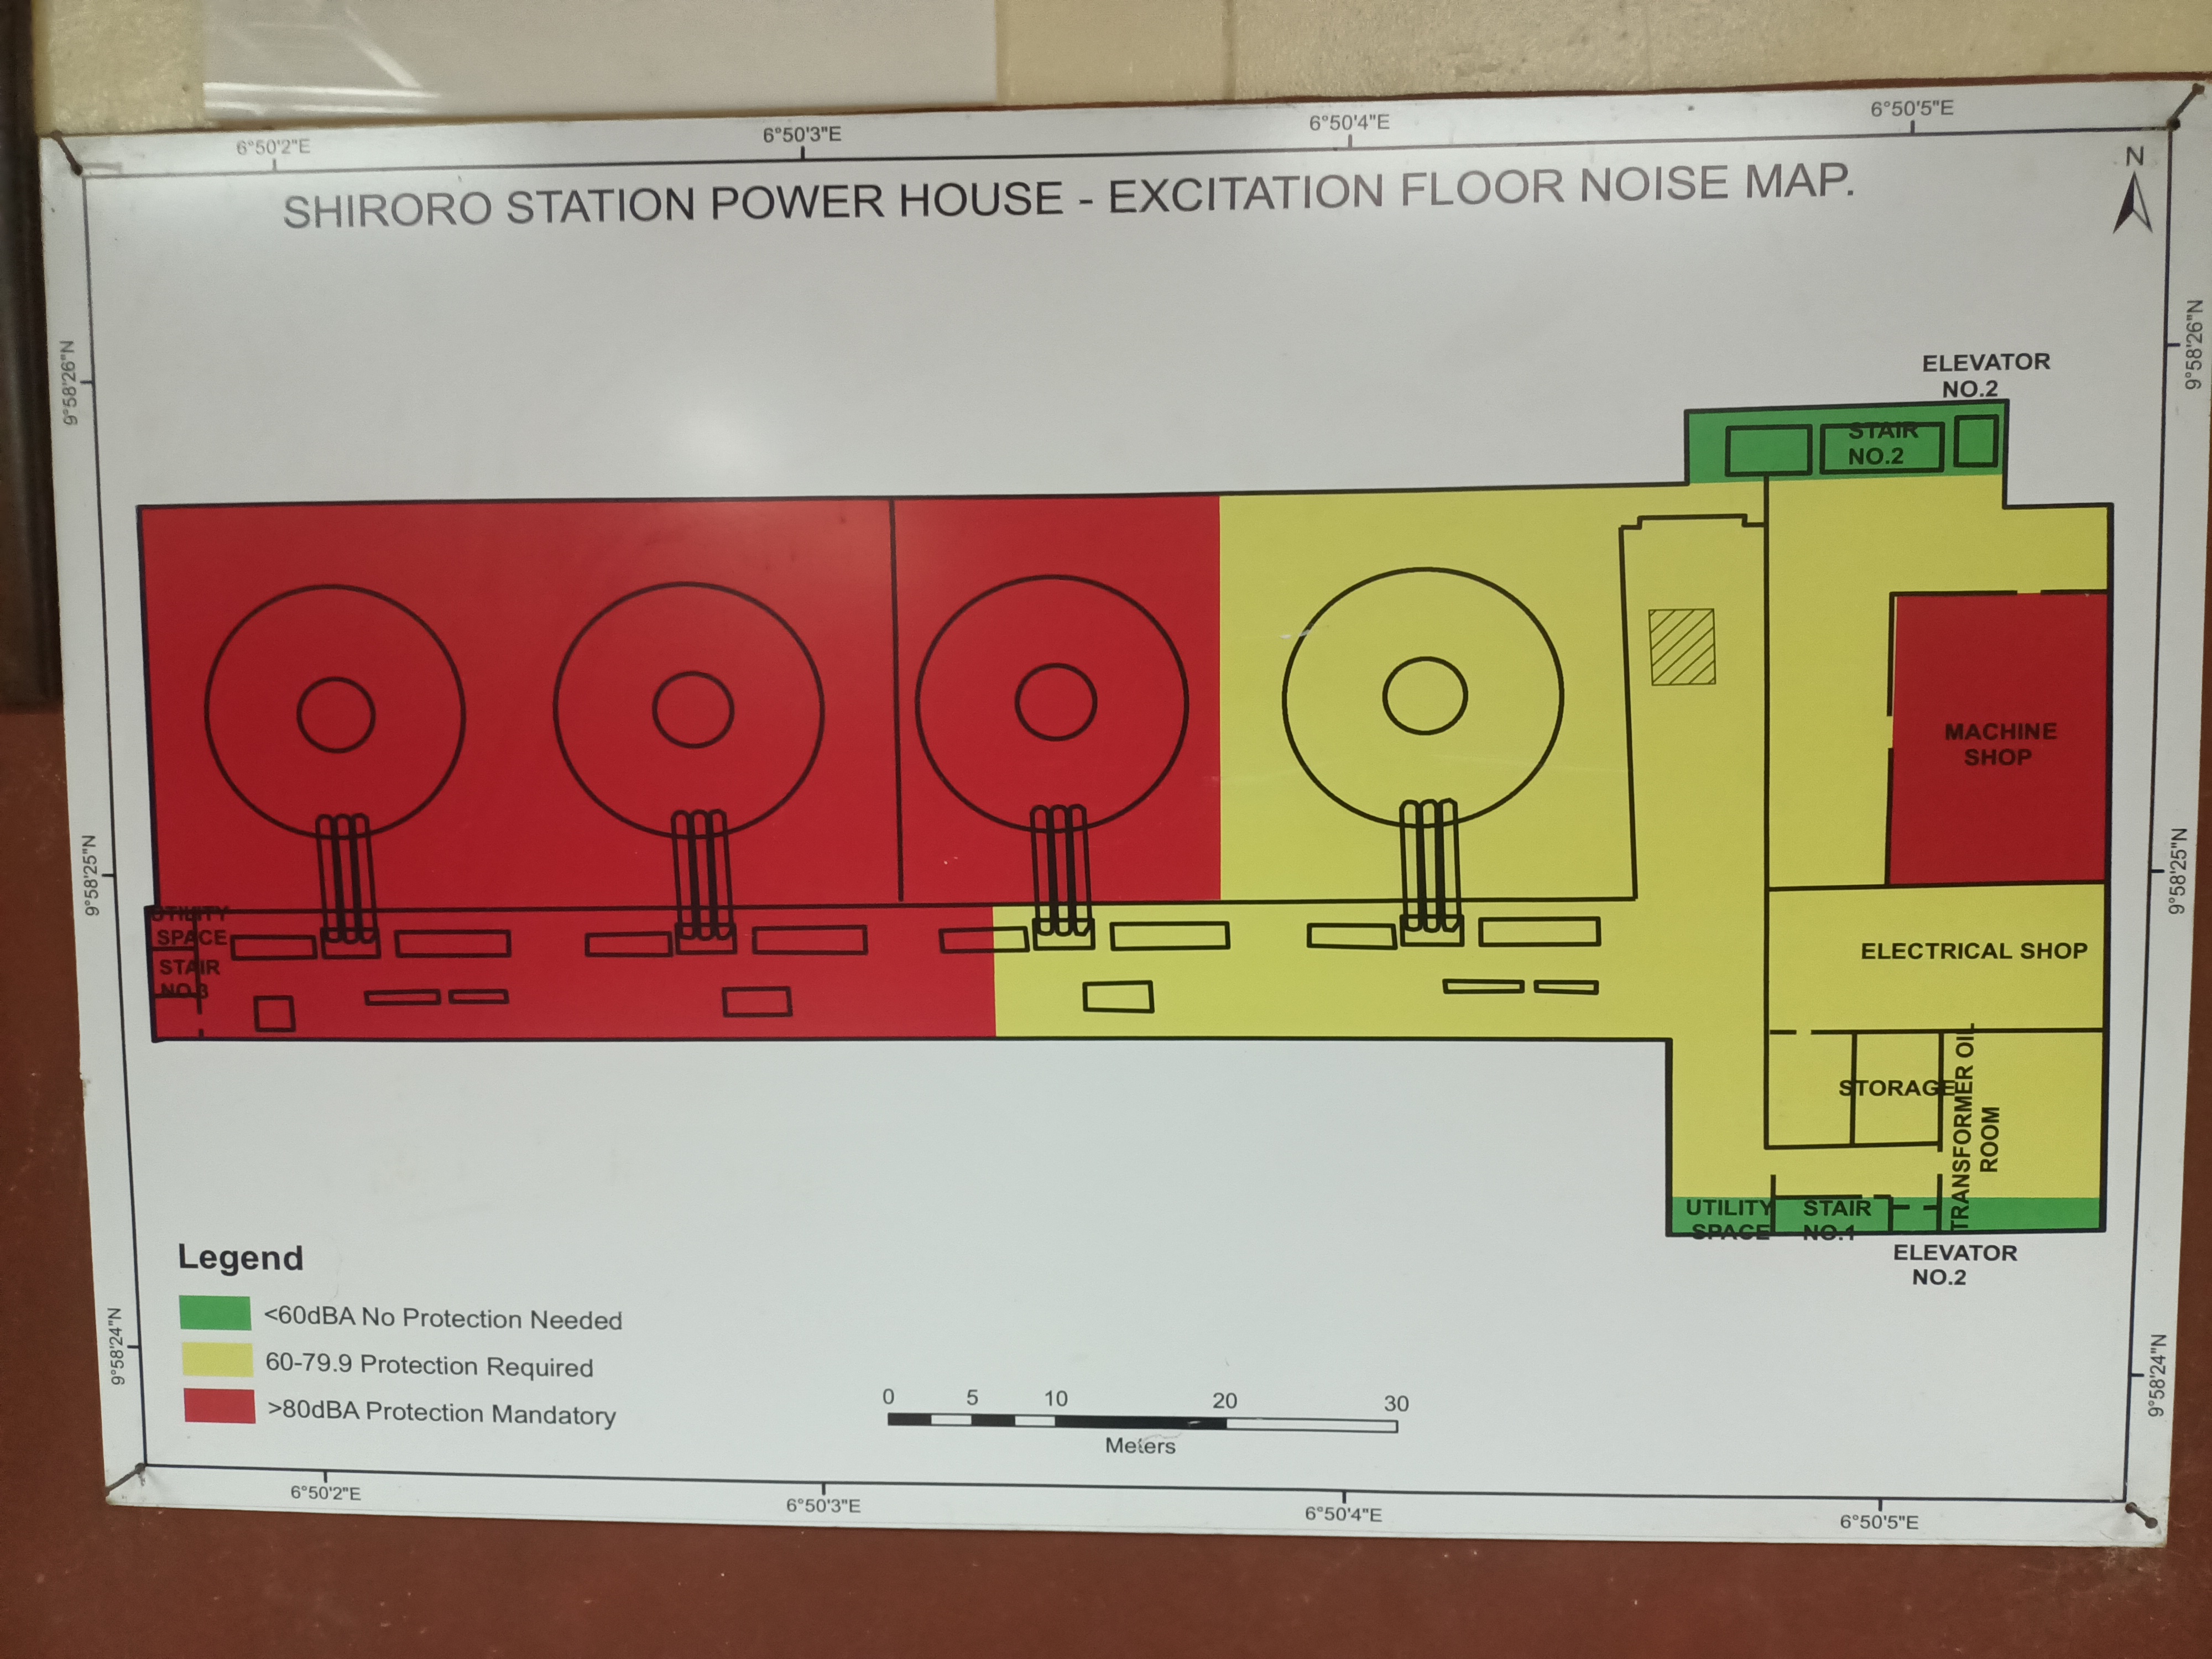 6°50'2"E
6°50'3"E
6°50'4"E
6°50'5"E
N
SHIRORO STATION POWER HOUSE - EXCITATION FLOOR NOISE MAP.
9°58'26"N
9°58'26"N
ELEVATOR
NO.2
STAIR
NO.2
MACHINE
SHOP
9°58'25"N
9°58'25"N
UTILITY
SPACE
STAIR
NO.3
ELECTRICAL SHOP
STORAGE
TRANSFORMER OIL
ROOM
UTILITY
SPACE
STAIR
NO.1
ELEVATOR
NO.2
Legend
<60dBA No Protection Needed
60-79.9 Protection Required
>80dBA Protection Mandatory
0 5 10 20 30
Meters
9°58'24"N
9°58'24"N
6°50'2"E
6°50'3"E
6°50'4"E
6°50'5"E